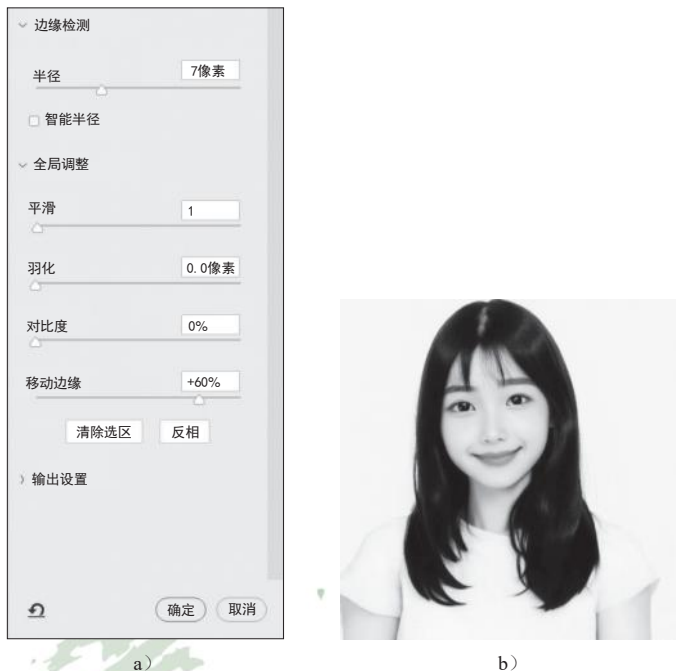 边缘检测
半径 7像素
智能半径
全局调整
平滑 1
羽化 0.0像素
对比度 0%
移动边缘 +60%
清除选区 反相
输出设置
确定 取消
a） b）